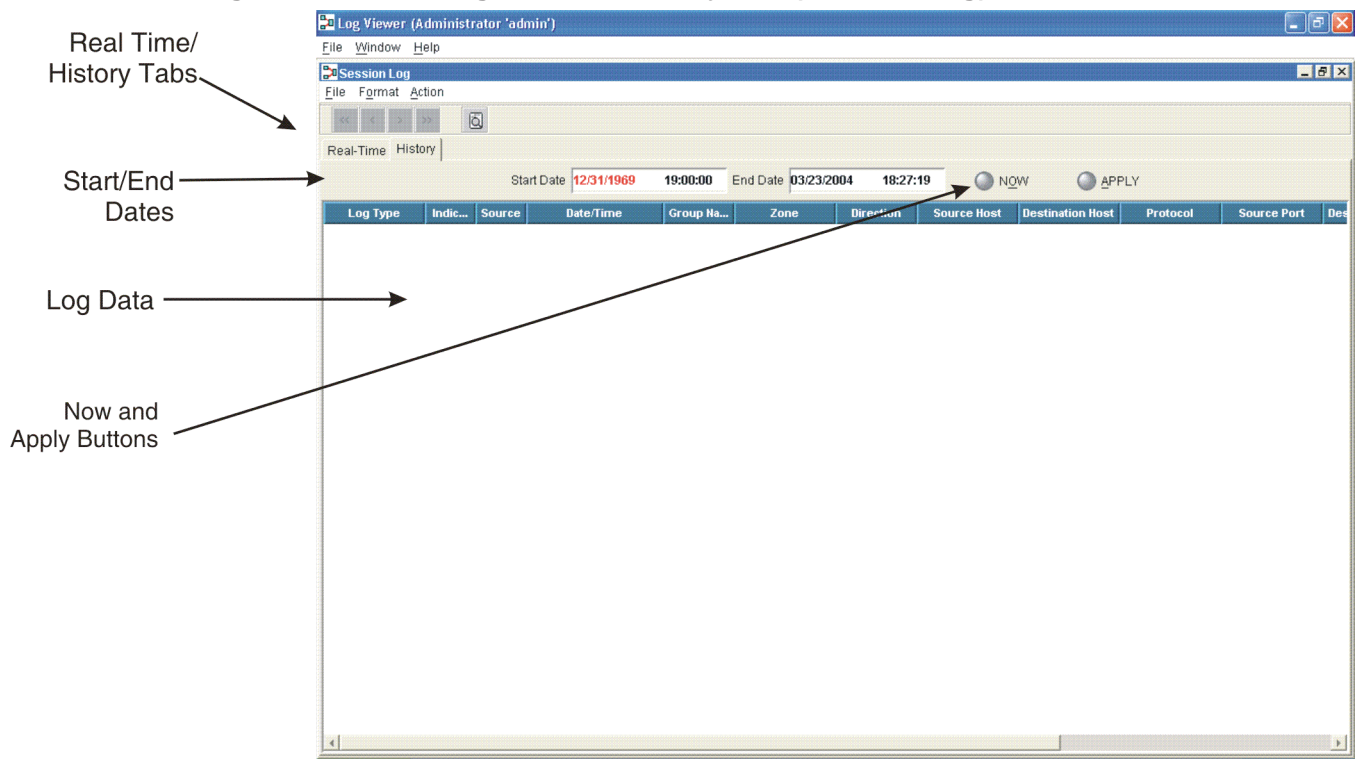 Log Viewer (Administrator 'admin')
File Window Help
Real Time/
History Tabs
Session Log
File Format Action
Real-Time History
Start/End
Dates
Start Date 12/31/1969 19:00:00 End Date 03/23/2004 18:27:19 NOW APPLY
Log Type Indic... Source Date/Time Group Na... Zone Direction Source Host Destination Host Protocol Source Port Des
Log Data
Now and
Apply Buttons